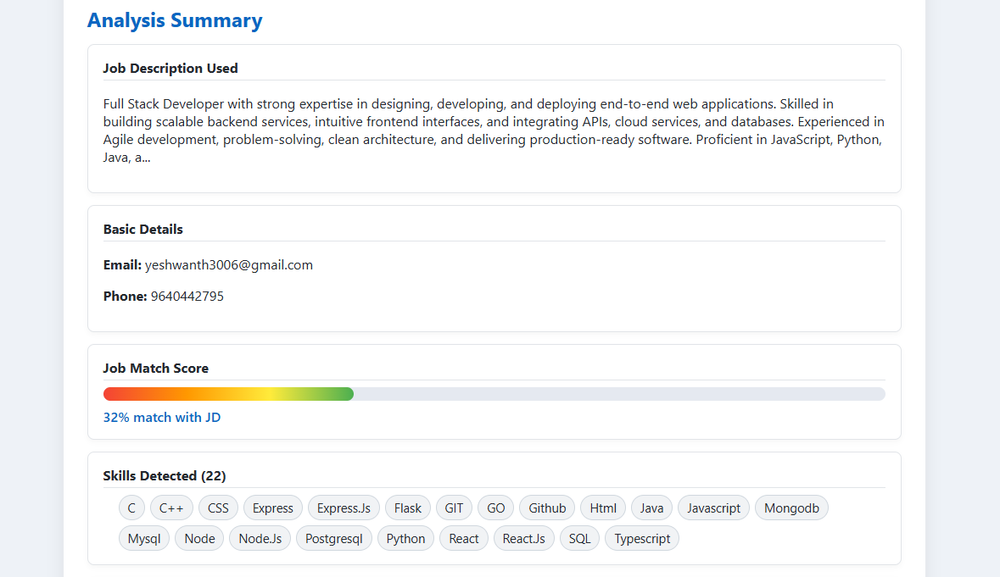 Analysis Summary
Job Description Used
Full Stack Developer with strong expertise in designing, developing, and deploying end-to-end web applications. Skilled in
building scalable backend services, intuitive frontend interfaces, and integrating APIs, cloud services, and databases. Experienced in
Agile development, problem-solving, clean architecture, and delivering production-ready software. Proficient in JavaScript, Python,
Java, a...
Basic Details
Email: yeshwanth3006@gmail.com
Phone: 9640442795
Job Match Score
32% match with JD
Skills Detected (22)
C C++ CSS Express Express.Js Flask GIT GO Github Html Java Javascript Mongodb
Mysql Node Node.Js Postgresql Python React React.Js SQL Typescript